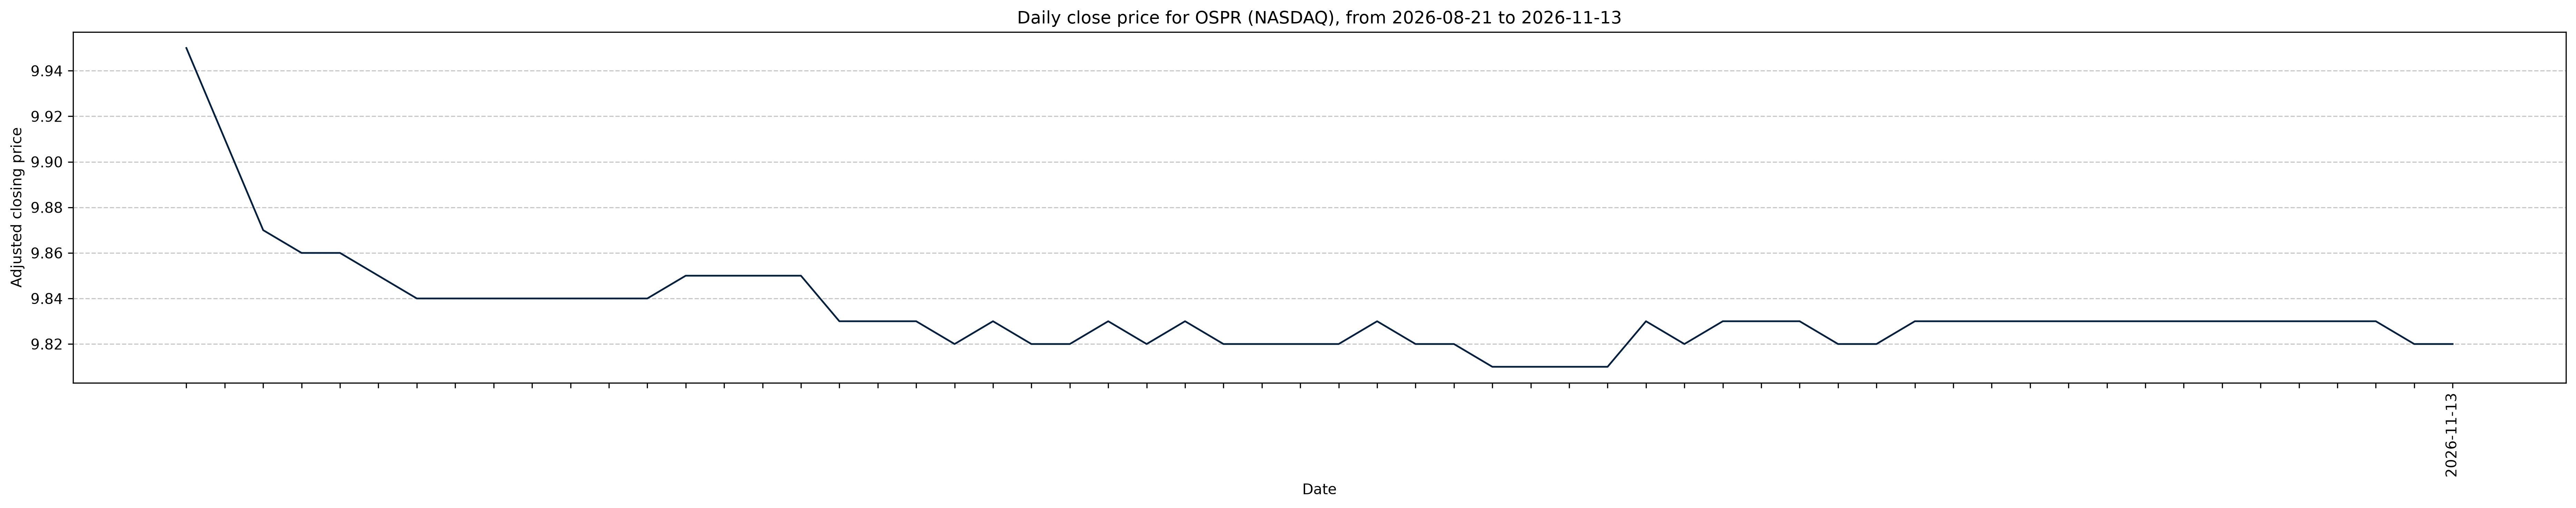 Daily close price for OSPR (NASDAQ), from 2026-08-21 to 2026-11-13
Adjusted closing price
9.94
9.92
9.90
9.88
9.86
9.84
9.82
2026-11-13
Date